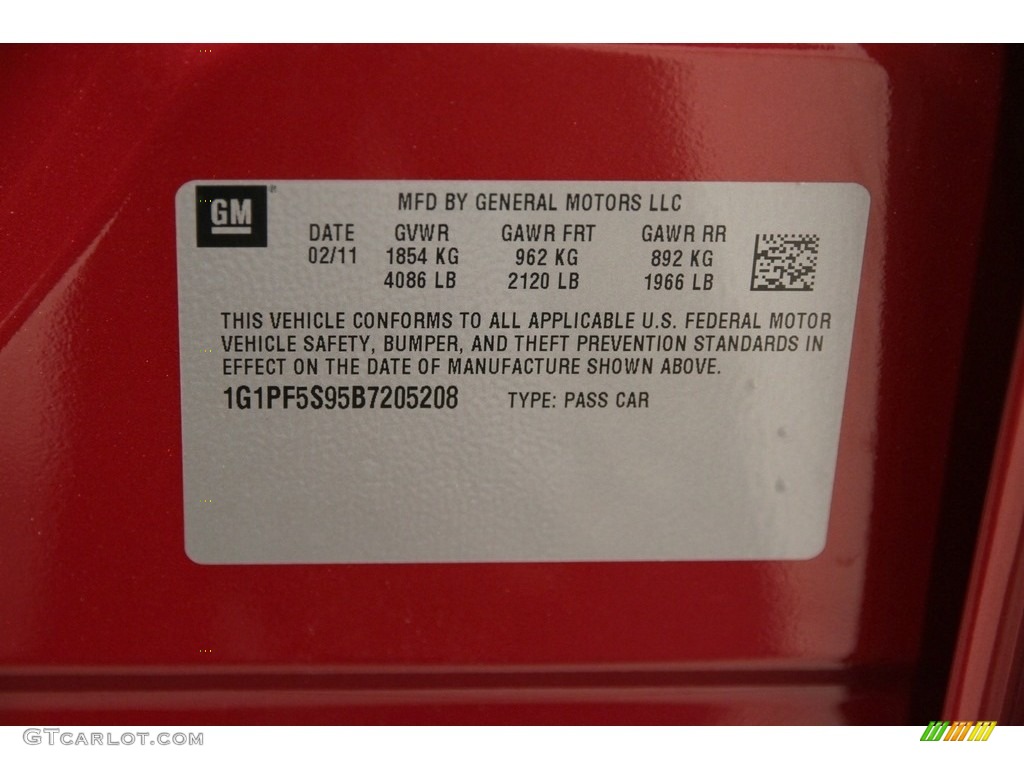 GM
MFD BY GENERAL MOTORS LLC
DATE GVWR GAWR FRT GAWR RR
02/11 1854 KG 962 KG 892 KG
4086 LB 2120 LB 1966 LB
THIS VEHICLE CONFORMS TO ALL APPLICABLE U.S. FEDERAL MOTOR
VEHICLE SAFETY, BUMPER, AND THEFT PREVENTION STANDARDS IN
EFFECT ON THE DATE OF MANUFACTURE SHOWN ABOVE.
1G1PF5S95B7205208 TYPE: PASS CAR
GTCARLOT.COM